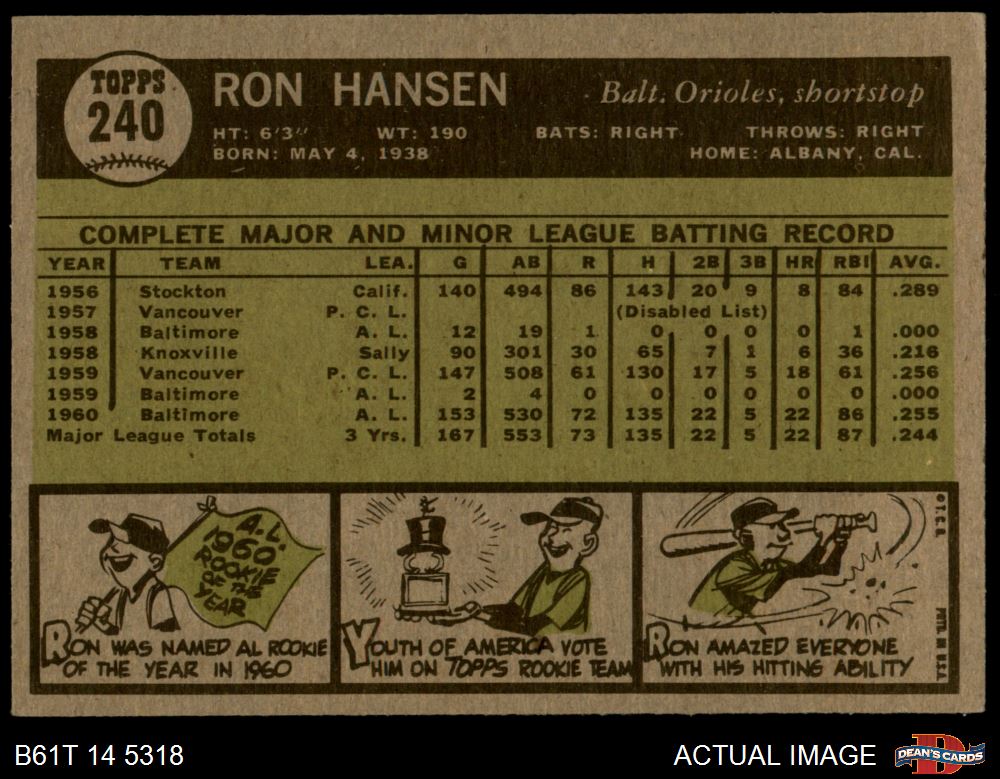 TOPPS
240
RON HANSEN
Balt. Orioles, shortstop
HT: 6'3" WT: 190 BATS: RIGHT THROWS: RIGHT
BORN: MAY 4, 1938 HOME: ALBANY, CAL.
COMPLETE MAJOR AND MINOR LEAGUE BATTING RECORD
YEAR TEAM LEA. G AB R H 2B 3B HR RBI AVG.
1956 Stockton Calif. 140 494 86 143 20 9 8 84 .289
1957 Vancouver P. C. L. (Disabled List)
1958 Baltimore A. L. 12 19 1 0 0 0 0 1 .000
1958 Knoxville Sally 90 301 30 65 7 1 6 36 .216
1959 Vancouver P. C. L. 147 508 61 130 17 5 18 61 .256
1959 Baltimore A. L. 2 4 0 0 0 0 0 0 .000
1960 Baltimore A. L. 153 530 72 135 22 5 22 86 .255
Major League Totals 3 Yrs. 167 553 73 135 22 5 22 87 .244
A.L.
1960
ROOKIE
OF THE
YEAR
RON WAS NAMED AL ROOKIE
OF THE YEAR IN 1960
YOUTH OF AMERICA VOTE
HIM ON TOPPS ROOKIE TEAM
RON AMAZED EVERYONE
WITH HIS HITTING ABILITY
© T.C.G.
PRTD. IN U.S.A.
B61T 14 5318
ACTUAL IMAGE
DEAN'S CARDS